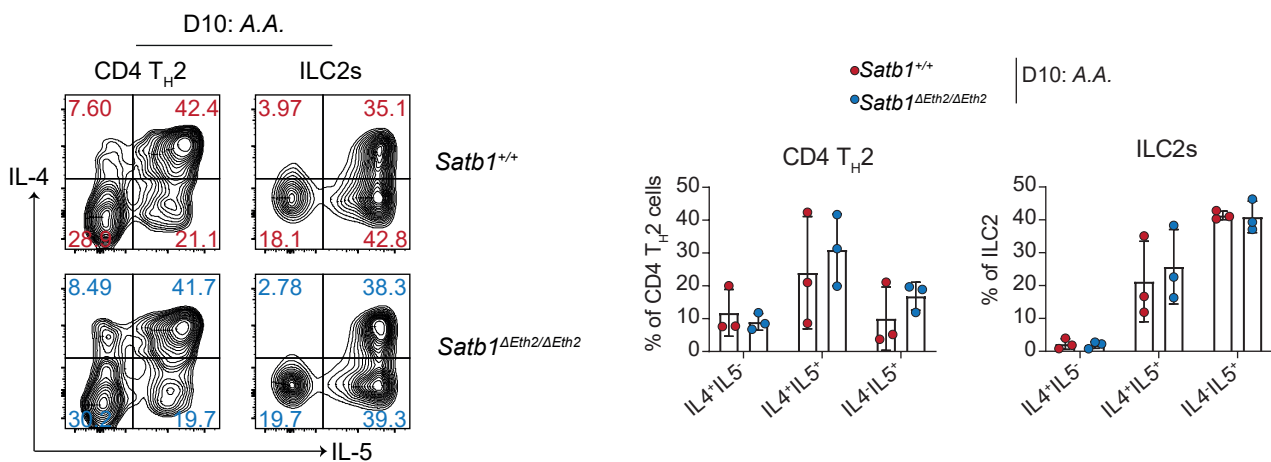 D10: A.A.
CD4 TH2 ILC2s
7.60 42.4 3.97 35.1
IL-4
Satb1+/+
28.9 21.1 18.1 42.8
8.49 41.7 2.78 38.3
Satb1ΔEth2/ΔEth2
30.2 19.7 19.7 39.3
IL-5
Satb1+/+
Satb1ΔEth2/ΔEth2
D10: A.A.
CD4 TH2
% of CD4 TH2 cells
50
40
30
20
10
0
IL4+IL5- IL4+IL5+ IL4-IL5+
ILC2s
% of ILC2
50
40
30
20
10
0
IL4+IL5- IL4+IL5+ IL4-IL5+